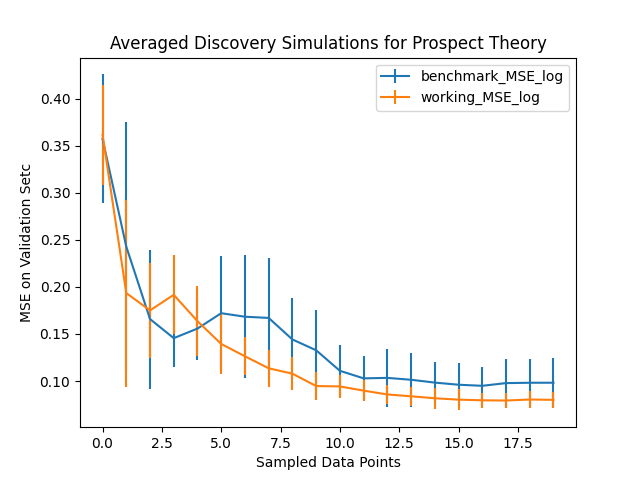 Averaged Discovery Simulations for Prospect Theory
benchmark_MSE_log
working_MSE_log
MSE on Validation Setc
0.40
0.35
0.30
0.25
0.20
0.15
0.10
0.0 2.5 5.0 7.5 10.0 12.5 15.0 17.5
Sampled Data Points